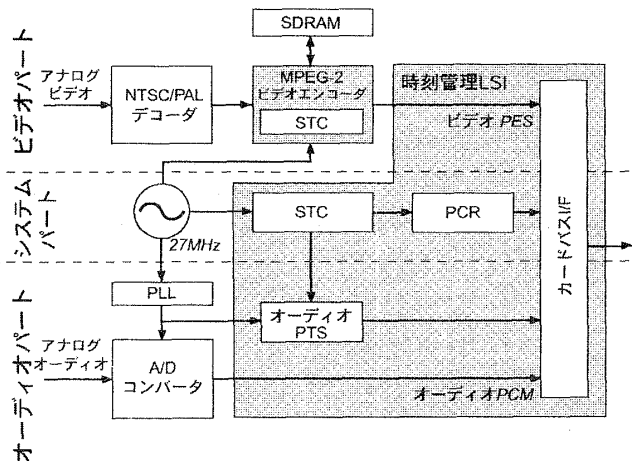 ビデオパート
アナログ
ビデオ
NTSC/PAL
デコーダ
SDRAM
MPEG-2
ビデオエンコーダ
STC
時刻管理LSI
ビデオ PES
システム
パート
27MHz
STC
PCR
カードバスI/F
オーディオパート
PLL
オーディオ
PTS
アナログ
オーディオ
A/D
コンバータ
オーディオPCM